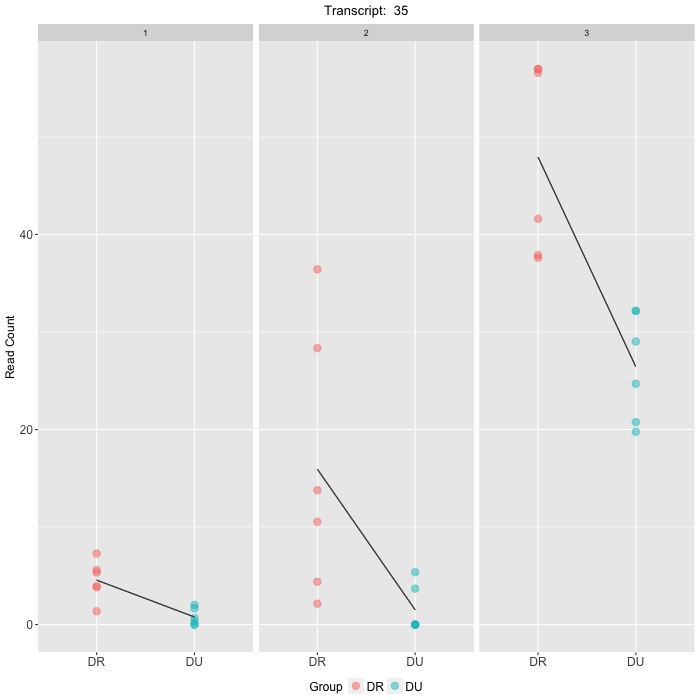 Transcript: 35
1 2 3
Read Count
40
20
0
DR DU DR DU DR DU
Group DR DU